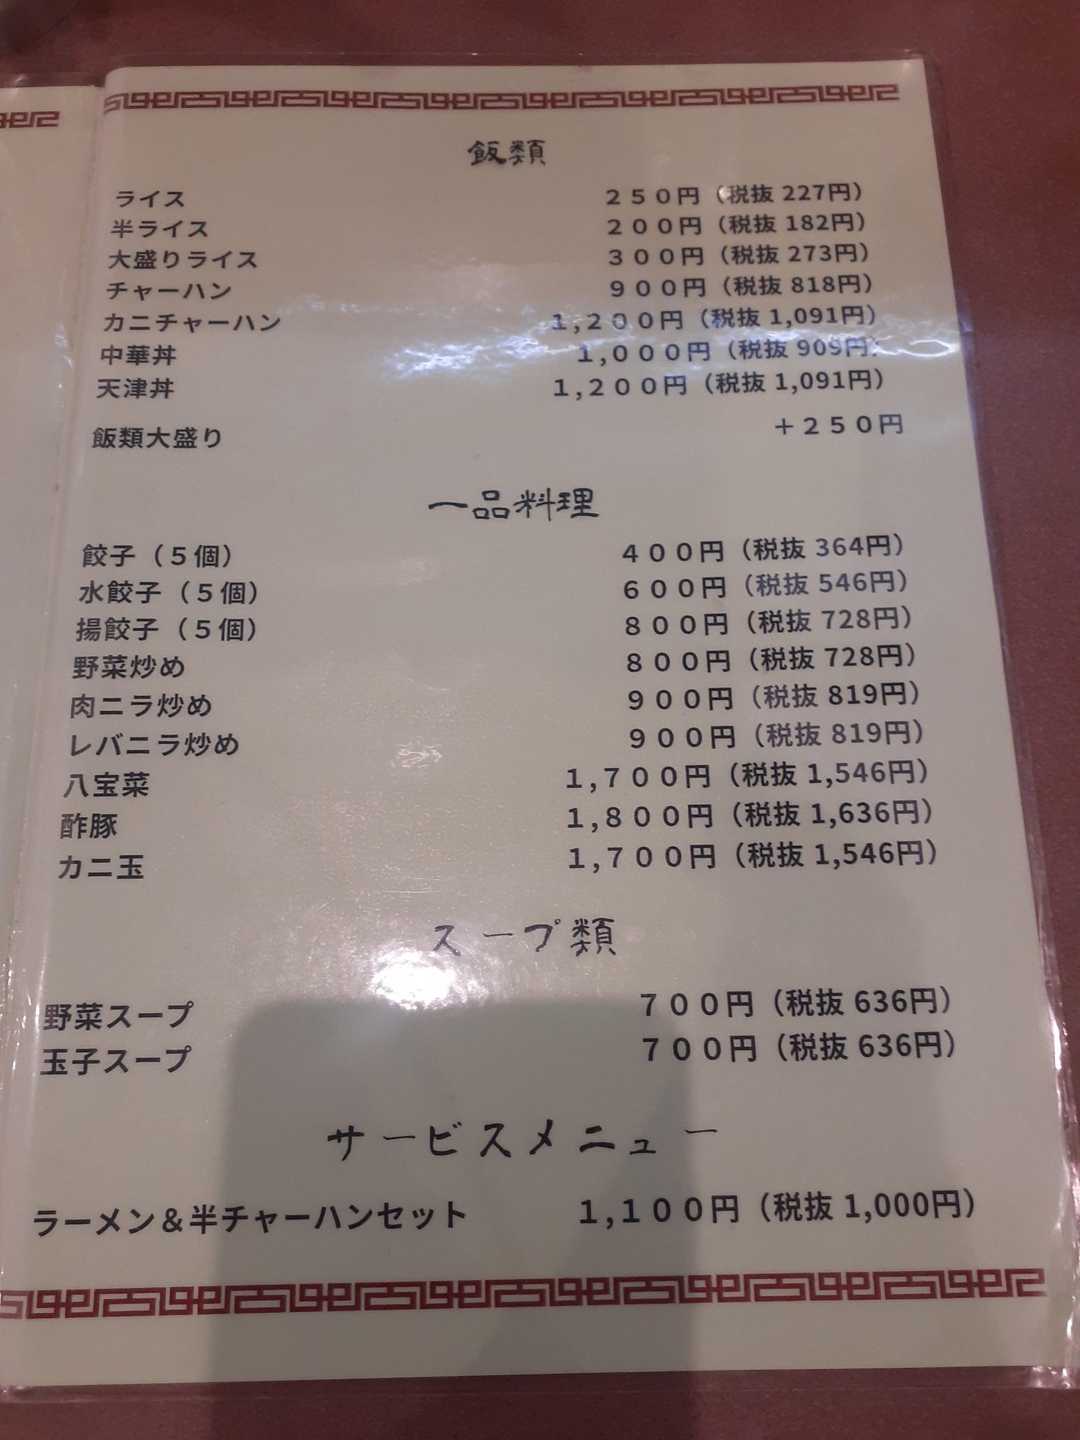 飯類
ライス ２５０円（税抜 227円）
半ライス ２００円（税抜 182円）
大盛りライス ３００円（税抜 273円）
チャーハン ９００円（税抜 818円）
カニチャーハン １,２００円（税抜 1,091円）
中華丼 １,０００円（税抜 909円）
天津丼 １,２００円（税抜 1,091円）
飯類大盛り ＋２５０円
一品料理
餃子（５個） ４００円（税抜 364円）
水餃子（５個） ６００円（税抜 546円）
揚餃子（５個） ８００円（税抜 728円）
野菜炒め ８００円（税抜 728円）
肉ニラ炒め ９００円（税抜 819円）
レバニラ炒め ９００円（税抜 819円）
八宝菜 １,７００円（税抜 1,546円）
酢豚 １,８００円（税抜 1,636円）
カニ玉 １,７００円（税抜 1,546円）
スープ類
野菜スープ ７００円（税抜 636円）
玉子スープ ７００円（税抜 636円）
サービスメニュー
ラーメン＆半チャーハンセット １,１００円（税抜 1,000円）